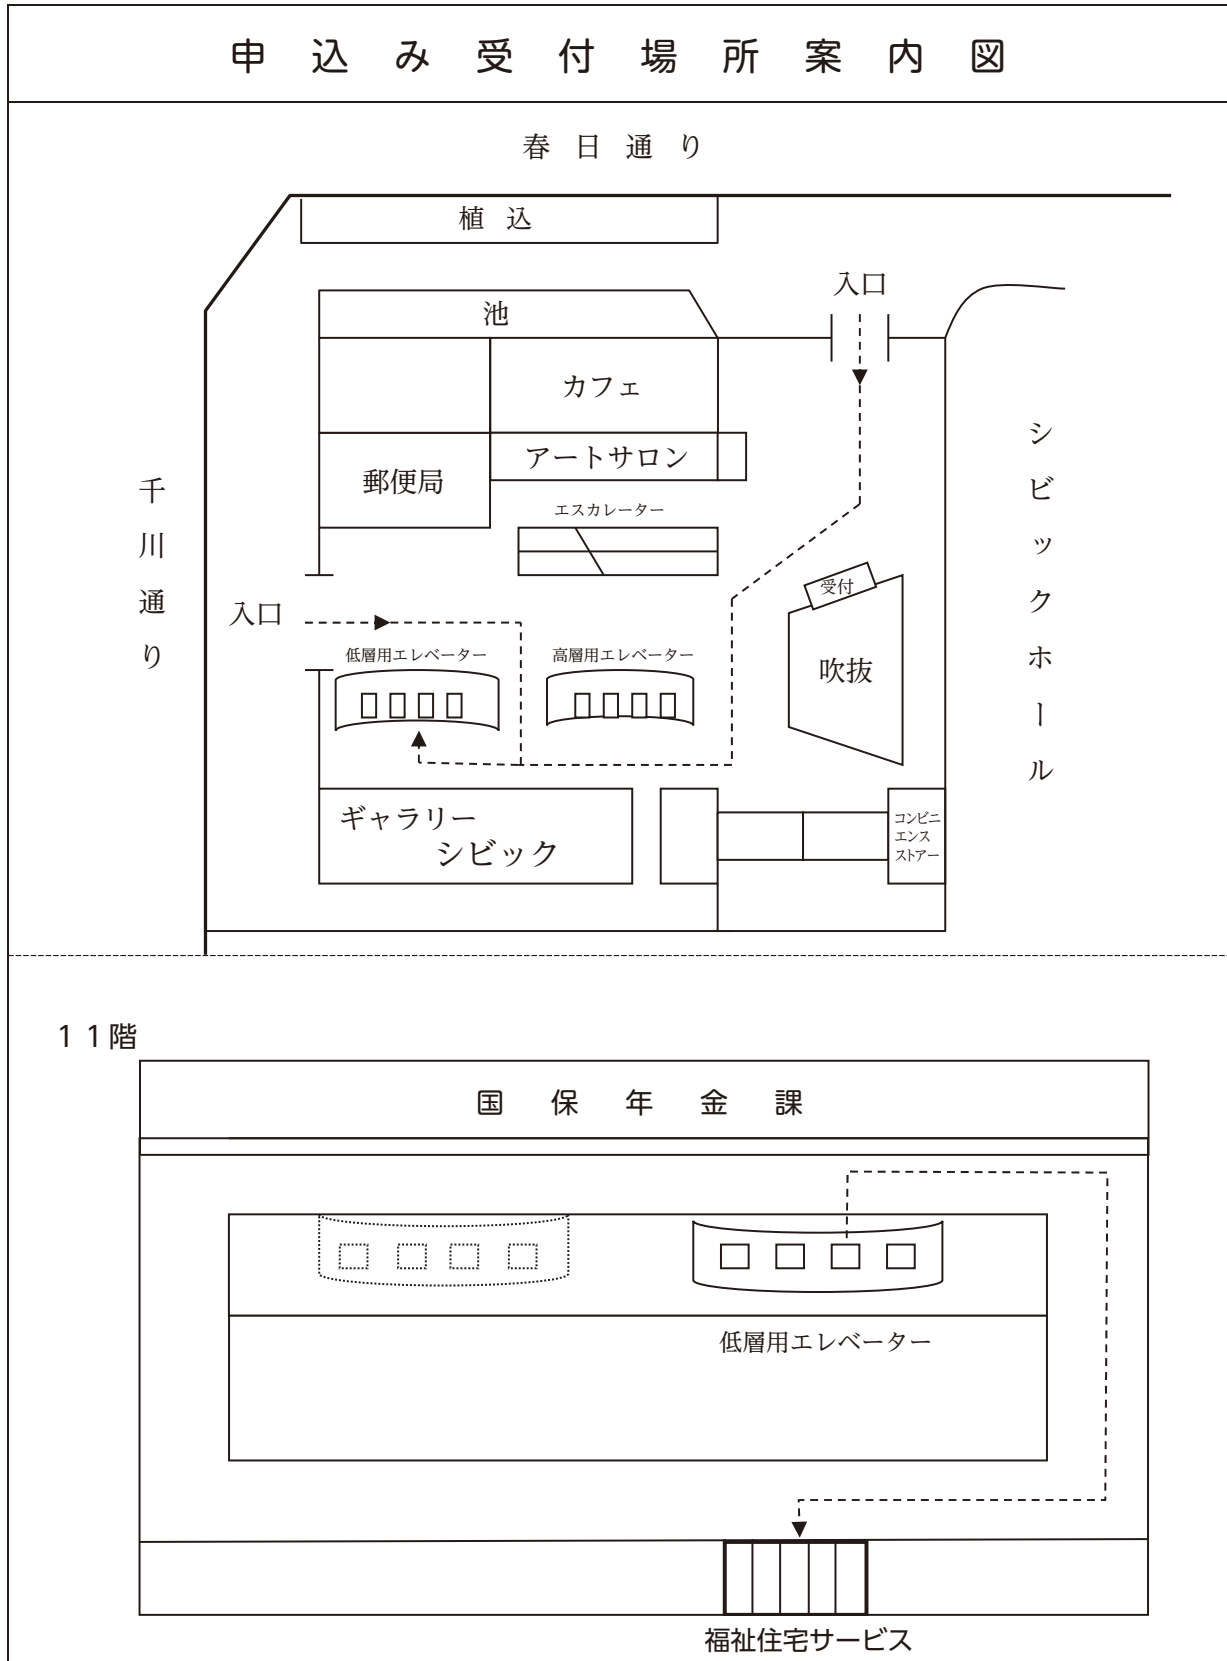 申込み受付場所案内図
春日通り
植込
入口
池
カフェ
アートサロン
郵便局
エスカレーター
千川通り
シビックホール
受付
入口
低層用エレベーター
高層用エレベーター
吹抜
ギャラリー
シビック
コンビニ
エンス
ストアー
11階
国保年金課
低層用エレベーター
福祉住宅サービス